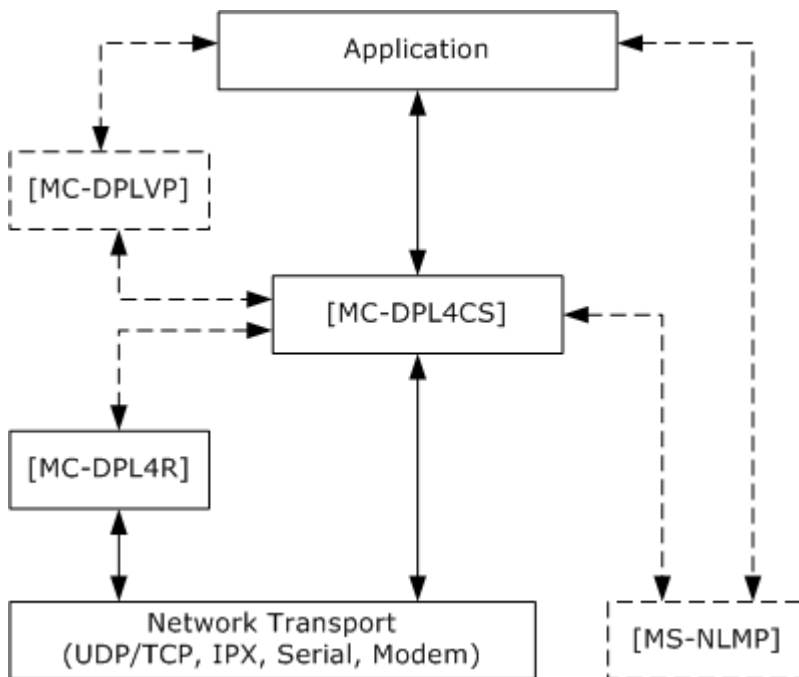 Application
[MC-DPLVP]
[MC-DPL4CS]
[MC-DPL4R]
Network Transport
(UDP/TCP, IPX, Serial, Modem)
[MS-NLMP]